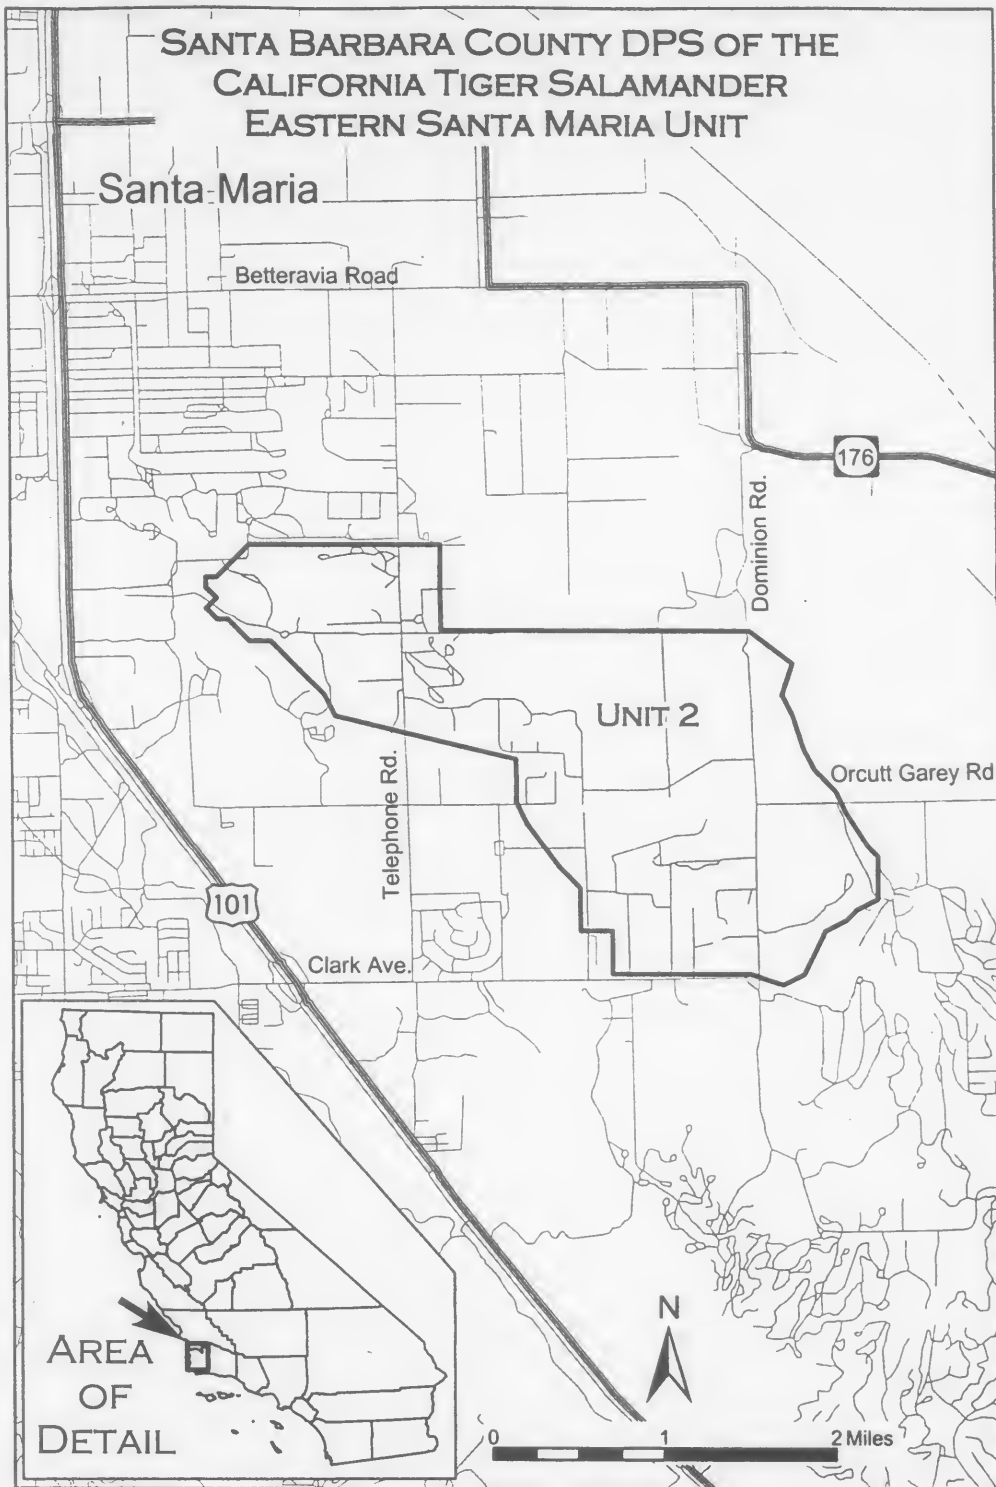 SANTA BARBARA COUNTY DPS OF THE
CALIFORNIA TIGER SALAMANDER
EASTERN SANTA MARIA UNIT
Santa Maria
Betteravia Road
176
Dominion Rd.
UNIT 2
Orcutt Garey Rd
Telephone Rd.
101
Clark Ave.
AREA
OF
DETAIL
N
0 1 2 Miles